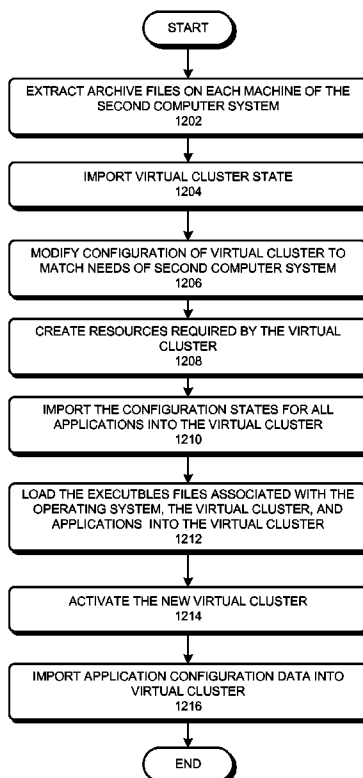 START
EXTRACT ARCHIVE FILES ON EACH MACHINE OF THE
SECOND COMPUTER SYSTEM
1202
IMPORT VIRTUAL CLUSTER STATE
1204
MODIFY CONFIGURATION OF VIRTUAL CLUSTER TO
MATCH NEEDS OF SECOND COMPUTER SYSTEM
1206
CREATE RESOURCES REQUIRED BY THE VIRTUAL
CLUSTER
1208
IMPORT THE CONFIGURATION STATES FOR ALL
APPLICATIONS INTO THE VIRTUAL CLUSTER
1210
LOAD THE EXECUTBLES FILES ASSOCIATED WITH THE
OPERATING SYSTEM, THE VIRTUAL CLUSTER, AND
APPLICATIONS INTO THE VIRTUAL CLUSTER
1212
ACTIVATE THE NEW VIRTUAL CLUSTER
1214
IMPORT APPLICATION CONFIGURATION DATA INTO
VIRTUAL CLUSTER
1216
END